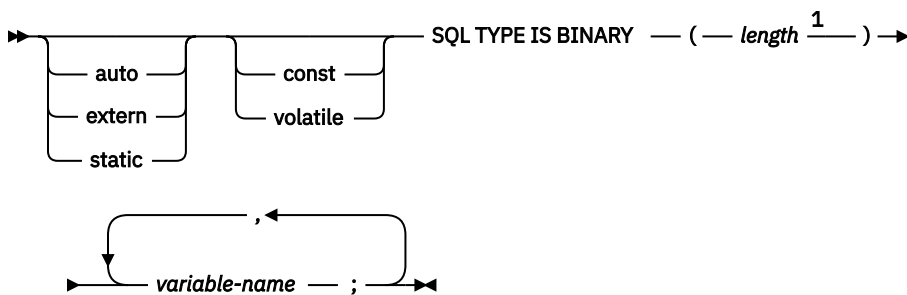 SQL TYPE IS BINARY ( length 1 )
auto const
extern volatile
static
,
variable-name ;